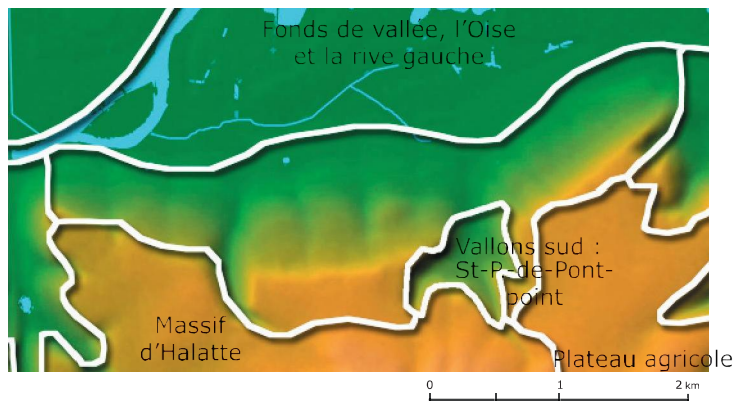 Fonds de vallée, l'Oise
et la rive gauche
Vallons sud :
St-P.-de-Pont-
point
Massif
d'Halatte
Plateau agricole
0 1 2 km